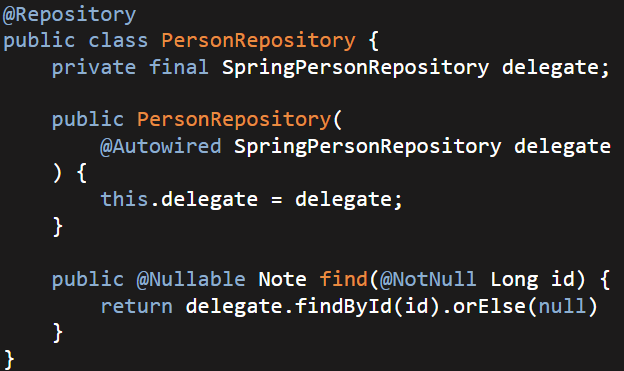 @Repository
public class PersonRepository {
    private final SpringPersonRepository delegate;

    public PersonRepository(
        @Autowired SpringPersonRepository delegate
    ) {
        this.delegate = delegate;
    }

    public @Nullable Note find(@NotNull Long id) {
        return delegate.findById(id).orElse(null)
    }
}